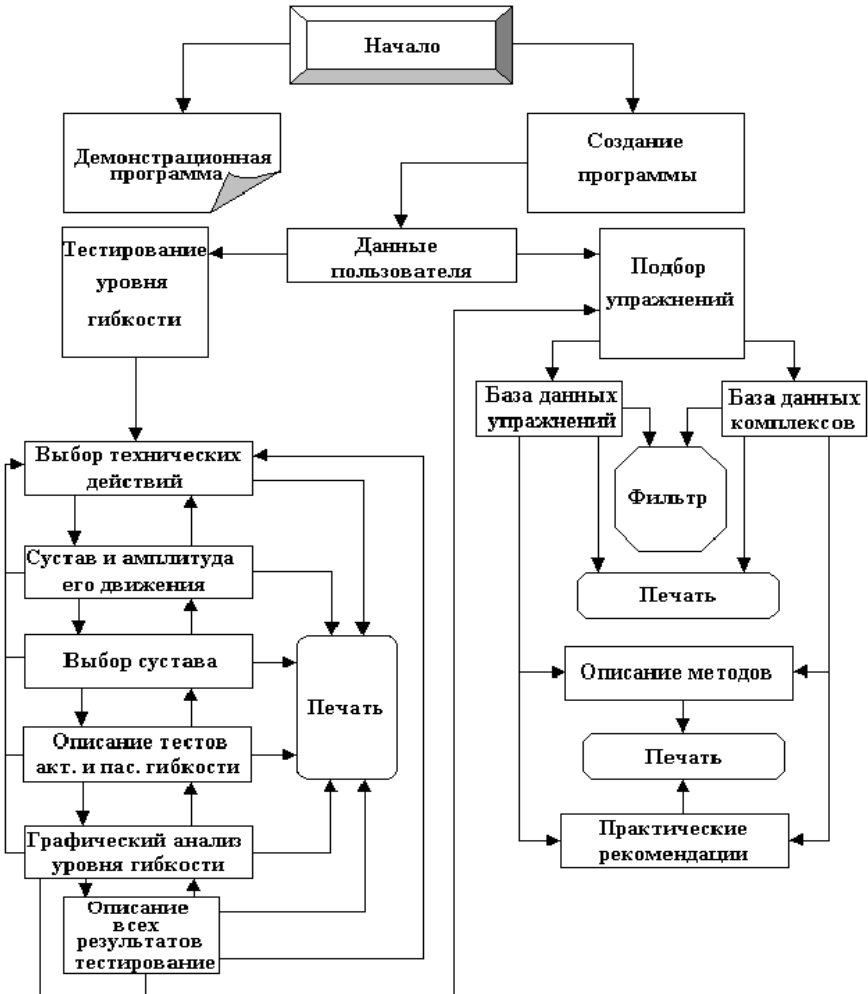 Начало
Демонстрационная
программа
Создание
программы
Данные
пользователя
Тестирование
уровня
гибкости
Подбор
упражнений
База данных
упражнений
База данных
комплексов
Фильтр
Печать
Выбор технических
действий
Сустав и амплитуда
его движения
Выбор сустава
Описание тестов
акт. и пас. гибкости
Графический анализ
уровня гибкости
Описание
всех
результатов
тестирование
Печать
Описание методов
Печать
Практические
рекомендации